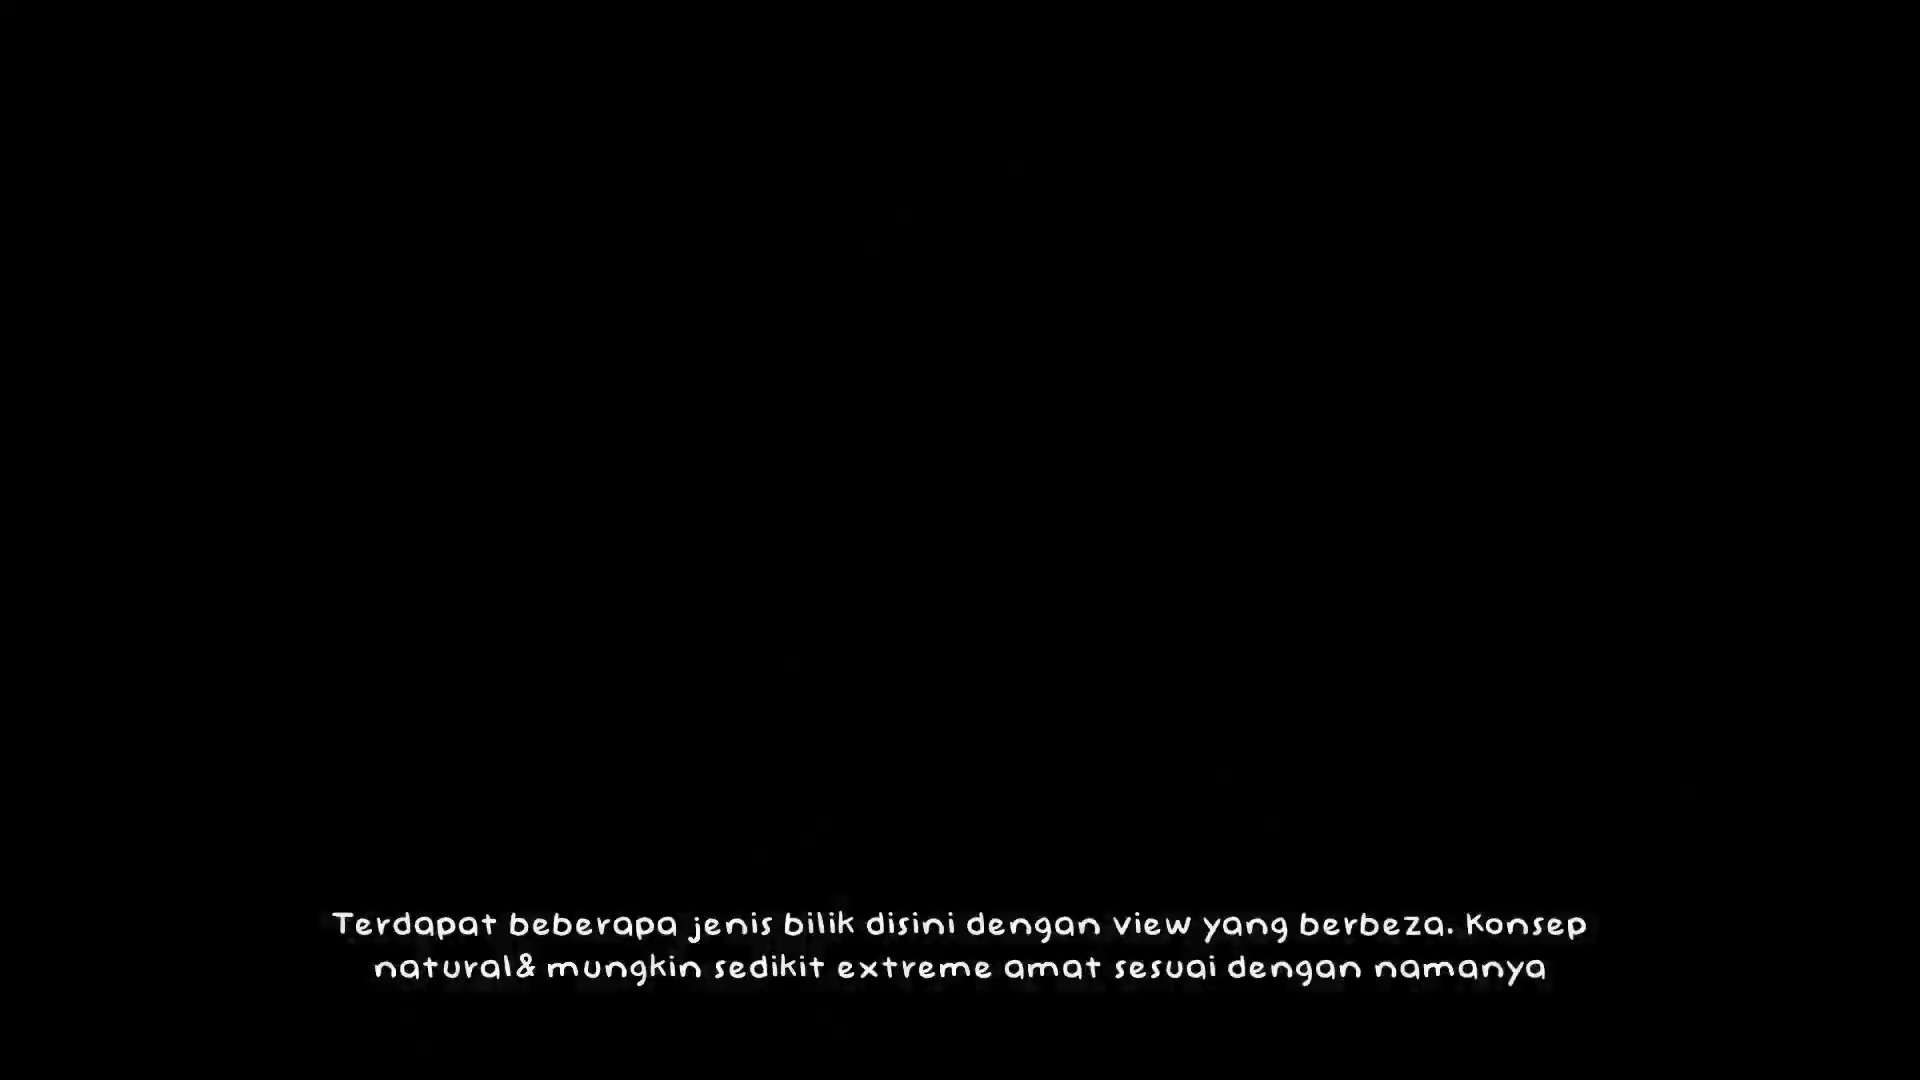 Terdapat beberapa jenis bilik disini dengan view yang berbeza. Konsep
natural& mungkin sedikit extreme amat sesuai dengan namanya